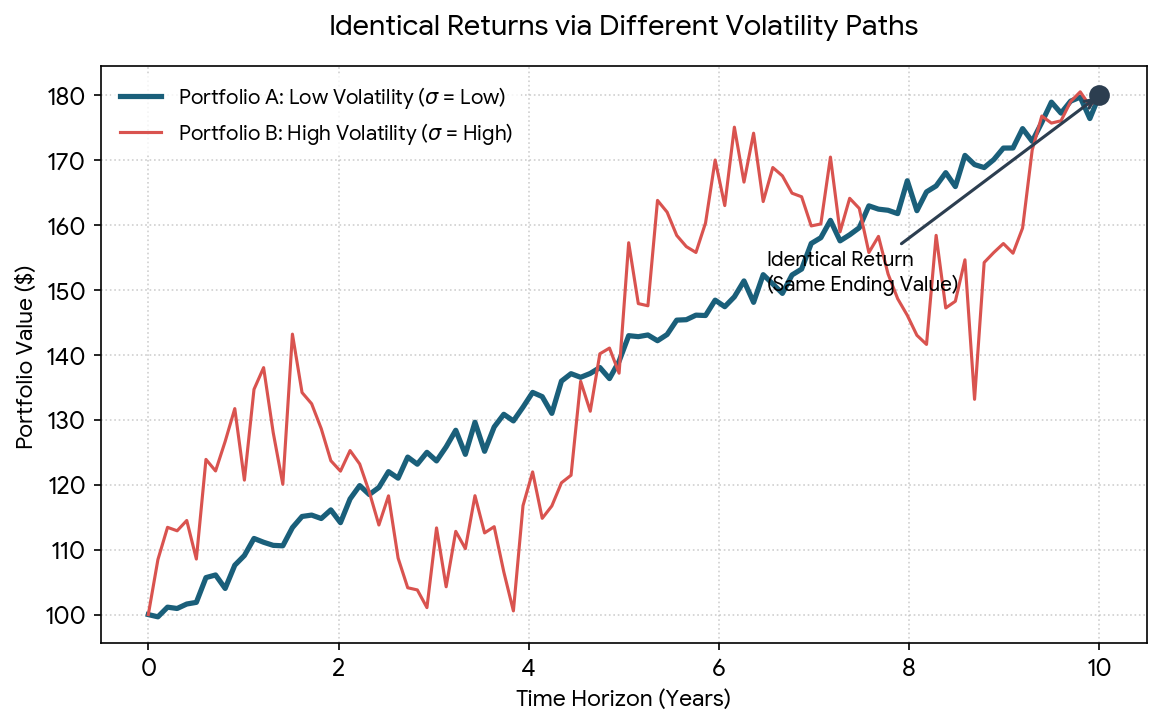 Identical Returns via Different Volatility Paths
Portfolio A: Low Volatility (σ = Low)
Portfolio B: High Volatility (σ = High)
Identical Return
(Same Ending Value)
Portfolio Value ($)
180
170
160
150
140
130
120
110
100
0 2 4 6 8 10
Time Horizon (Years)